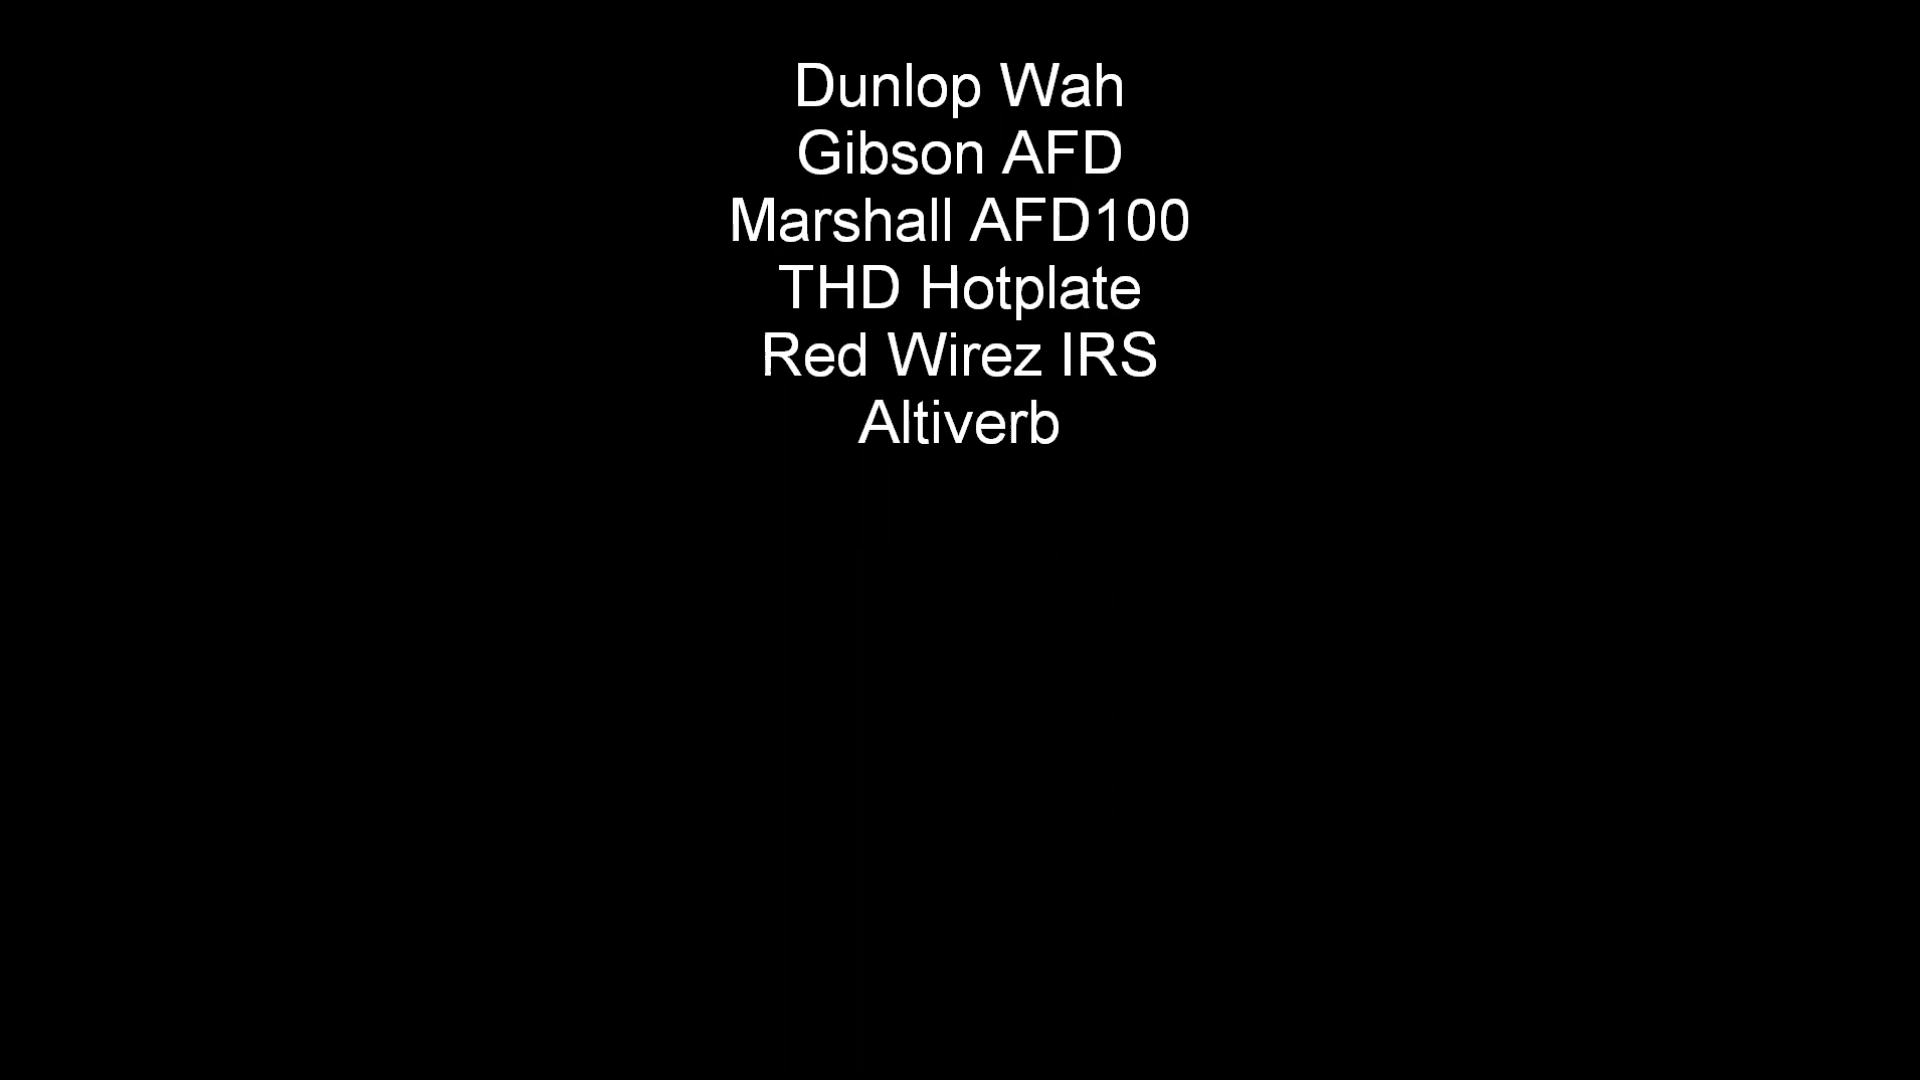 Dunlop Wah
Gibson AFD
Marshall AFD100
THD Hotplate
Red Wirez IRS
Altiverb